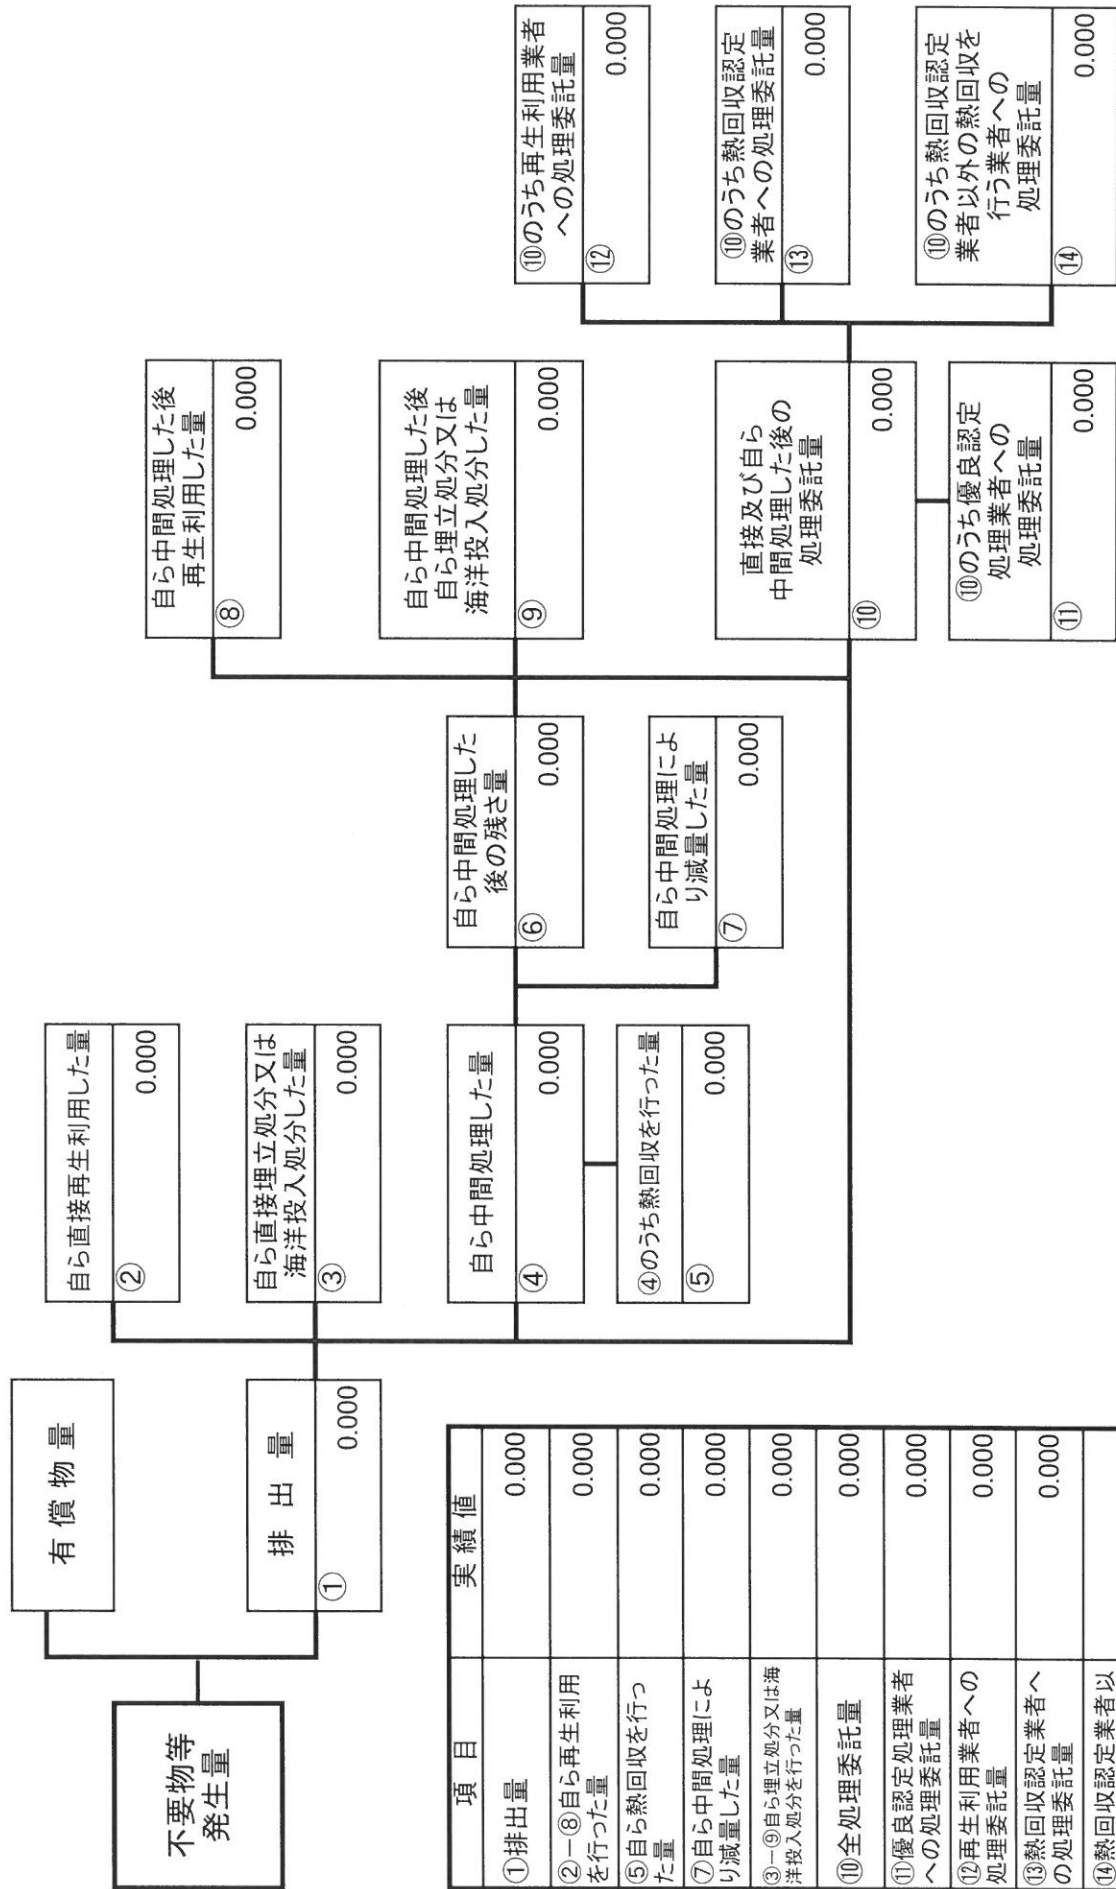 不要物等
発生量
有償物量
排出量
①
0.000
自ら直接再生利用した量
②
0.000
自ら直接埋立処分又は
海洋投入処分した量
③
0.000
自ら中間処理した量
④
0.000
④のうち熱回収を行った量
⑤
0.000
自ら中間処理した
後の残さ量
⑥
0.000
自ら中間処理によ
り減量した量
⑦
0.000
自ら中間処理した後
再生利用した量
⑧
0.000
自ら中間処理した後
自ら埋立処分又は
海洋投入処分した量
⑨
0.000
直接及び自ら
中間処理した後の
処理委託量
⑩
0.000
⑩のうち優良認定
処理業者への
処理委託量
⑪
0.000
⑩のうち再生利用業者
への処理委託量
⑫
0.000
⑩のうち熱回収認定
業者への処理委託量
⑬
0.000
⑩のうち熱回収認定
業者以外の熱回収を
行う業者への
処理委託量
⑭
0.000
項目 実績値
①排出量 0.000
②−⑧自ら再生利用
を行った量 0.000
⑤自ら熱回収を行っ
た量 0.000
⑦自ら中間処理によ
り減量した量 0.000
③−⑨自ら埋立処分又は海
洋投入処分を行った量 0.000
⑩全処理委託量 0.000
⑪優良認定処理業者
への処理委託量 0.000
⑫再生利用業者への
処理委託量 0.000
⑬熱回収認定業者へ
の処理委託量 0.000
⑭熱回収認定業者以